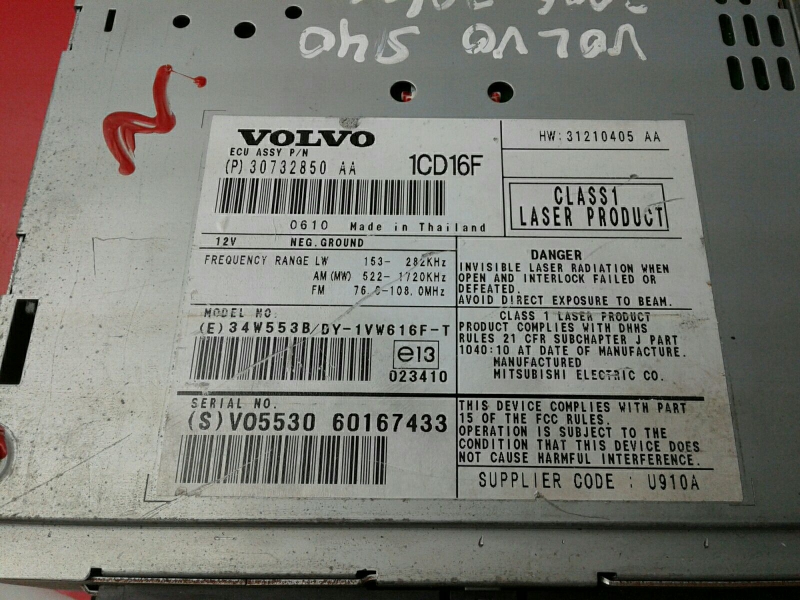 VOLVO S40
VOLVO
ECU ASSY P/N
(P) 30732850 AA
1CD16F
HW: 31210405 AA
CLASS1
LASER PRODUCT
0610 Made in Thailand
12V NEG.GROUND
FREQUENCY RANGE LW 153- 282KHz
AM (MW) 522-1720KHz
FM 76.0-108.0MHz
DANGER
INVISIBLE LASER RADIATION WHEN
OPEN AND INTERLOCK FAILED OR
DEFEATED.
AVOID DIRECT EXPOSURE TO BEAM.
MODEL NO.
(E) 34W553B/DY-1VW616F-T
e13
023410
CLASS 1 LASER PRODUCT
PRODUCT COMPLIES WITH DHHS
RULES 21 CFR SUBCHAPTER J PART
1040:10 AT DATE OF MANUFACTURE.
MANUFACTURED
MITSUBISHI ELECTRIC CO.
SERIAL NO.
(S) VO5530 60167433
THIS DEVICE COMPLIES WITH PART
15 OF THE FCC RULES.
OPERATION IS SUBJECT TO THE
CONDITION THAT THIS DEVICE DOES
NOT CAUSE HARMFUL INTERFERENCE.
SUPPLIER CODE : U910A